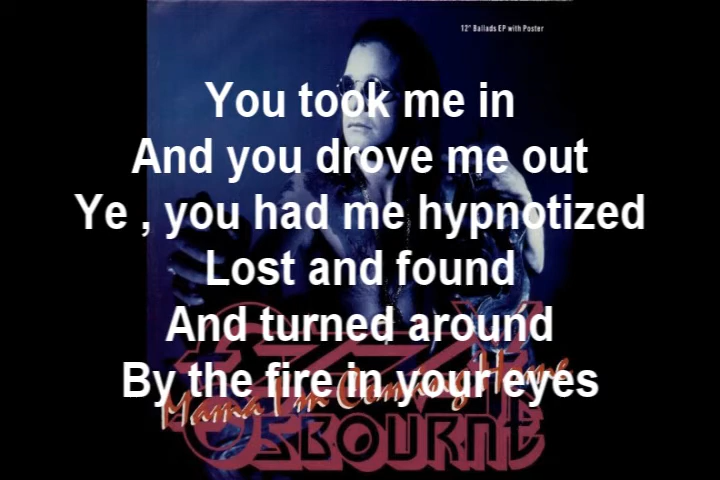 12" Ballads EP with Poster
You took me in
And you drove me out
Ye , you had me hypnotized
Lost and found
And turned around
By the fire in your eyes
Mama I'm Coming Home
OZZY
OSBOURNE